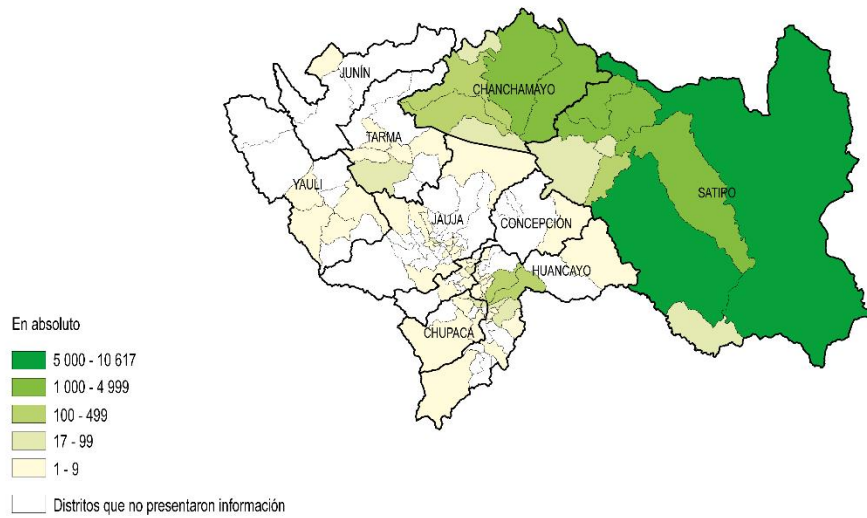 JUNÍN
CHANCHAMAYO
TARMA
YAULI
SATIPO
JAUJA
CONCEPCIÓN
HUANCAYO
CHUPACA
En absoluto
5 000 - 10 617
1 000 - 4 999
100 - 499
17 - 99
1 - 9
Distritos que no presentaron información